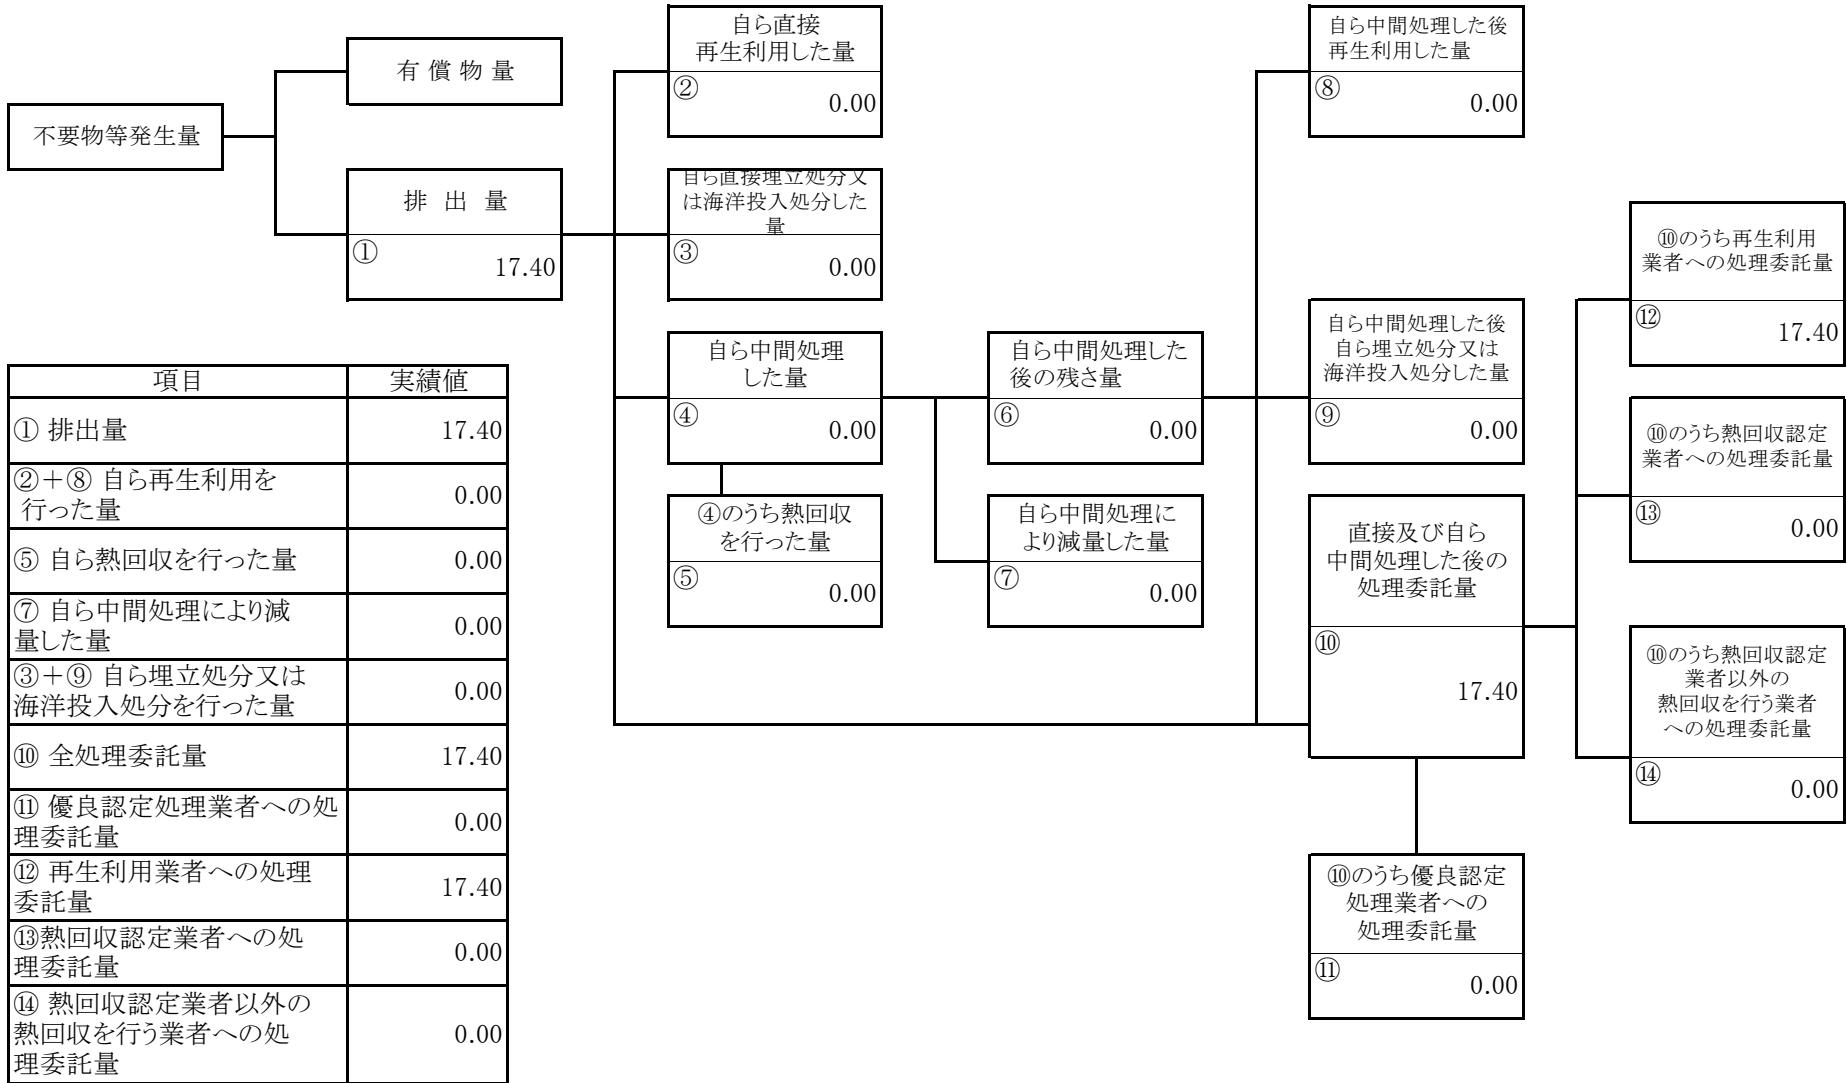 不要物等発生量
有償物量
排出量
①
17.40
自ら直接
再生利用した量
②
0.00
自ら直接埋立処分又
は海洋投入処分した
量
③
0.00
自ら中間処理
した量
④
0.00
④のうち熱回収
を行った量
⑤
0.00
自ら中間処理した
後の残さ量
⑥
0.00
自ら中間処理に
より減量した量
⑦
0.00
自ら中間処理した後
再生利用した量
⑧
0.00
自ら中間処理した後
自ら埋立処分又は
海洋投入処分した量
⑨
0.00
直接及び自ら
中間処理した後の
処理委託量
⑩
17.40
⑩のうち優良認定
処理業者への
処理委託量
⑪
0.00
⑩のうち再生利用
業者への処理委託量
⑫
17.40
⑩のうち熱回収認定
業者への処理委託量
⑬
0.00
⑩のうち熱回収認定
業者以外の
熱回収を行う業者
への処理委託量
⑭
0.00
項目 実績値
① 排出量 17.40
②＋⑧ 自ら再生利用を
行った量 0.00
⑤ 自ら熱回収を行った量 0.00
⑦ 自ら中間処理により減
量した量 0.00
③＋⑨ 自ら埋立処分又は
海洋投入処分を行った量 0.00
⑩ 全処理委託量 17.40
⑪ 優良認定処理業者への処
理委託量 0.00
⑫ 再生利用業者への処理
委託量 17.40
⑬熱回収認定業者への処
理委託量 0.00
⑭ 熱回収認定業者以外の
熱回収を行う業者への処
理委託量 0.00